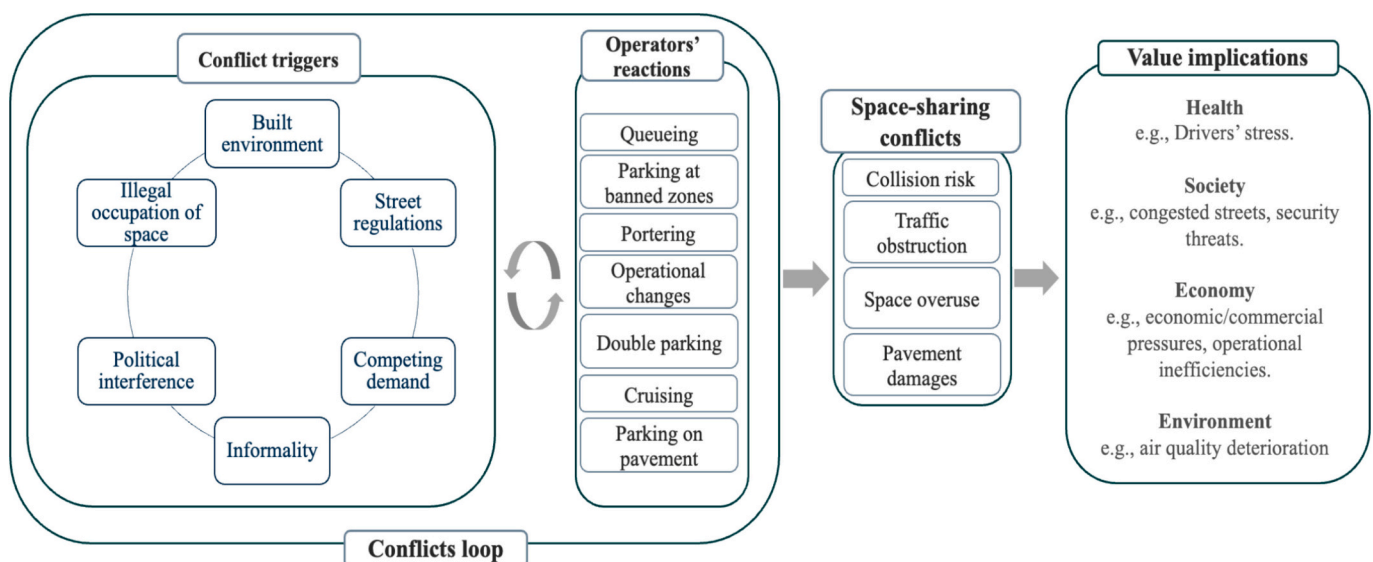 Conflict triggers
Built
environment
Illegal
occupation of
space
Street
regulations
Political
interference
Competing
demand
Informality
Operators’
reactions
Queueing
Parking at
banned zones
Portering
Operational
changes
Double parking
Cruising
Parking on
pavement
Conflicts loop
Space-sharing
conflicts
Collision risk
Traffic
obstruction
Space overuse
Pavement
damages
Value implications
Health
e.g., Drivers’ stress.
Society
e.g., congested streets, security
threats.
Economy
e.g., economic/commercial
pressures, operational
inefficiencies.
Environment
e.g., air quality deterioration